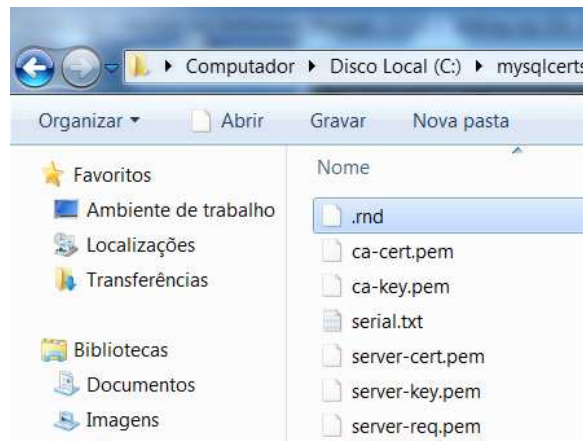 Computador ▸ Disco Local (C:) ▸ mysqlcerts
Organizar Abrir Gravar Nova pasta
Favoritos
Ambiente de trabalho
Localizações
Transferências
Bibliotecas
Documentos
Imagens
Nome
.rnd
ca-cert.pem
ca-key.pem
serial.txt
server-cert.pem
server-key.pem
server-req.pem